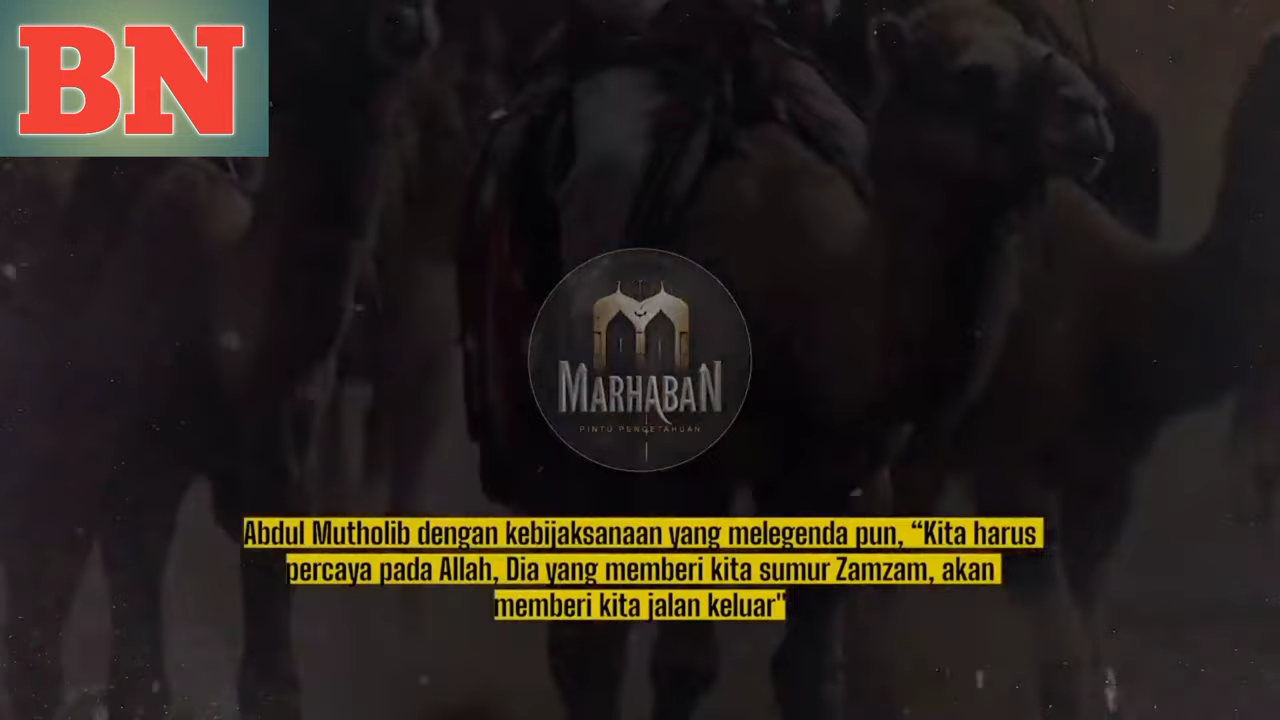 BN
MARHABAN
PINTU PENGETAHUAN
Abdul Mutholib dengan kebijaksanaan yang melegenda pun, “Kita harus
percaya pada Allah, Dia yang memberi kita sumur Zamzam, akan
memberi kita jalan keluar"